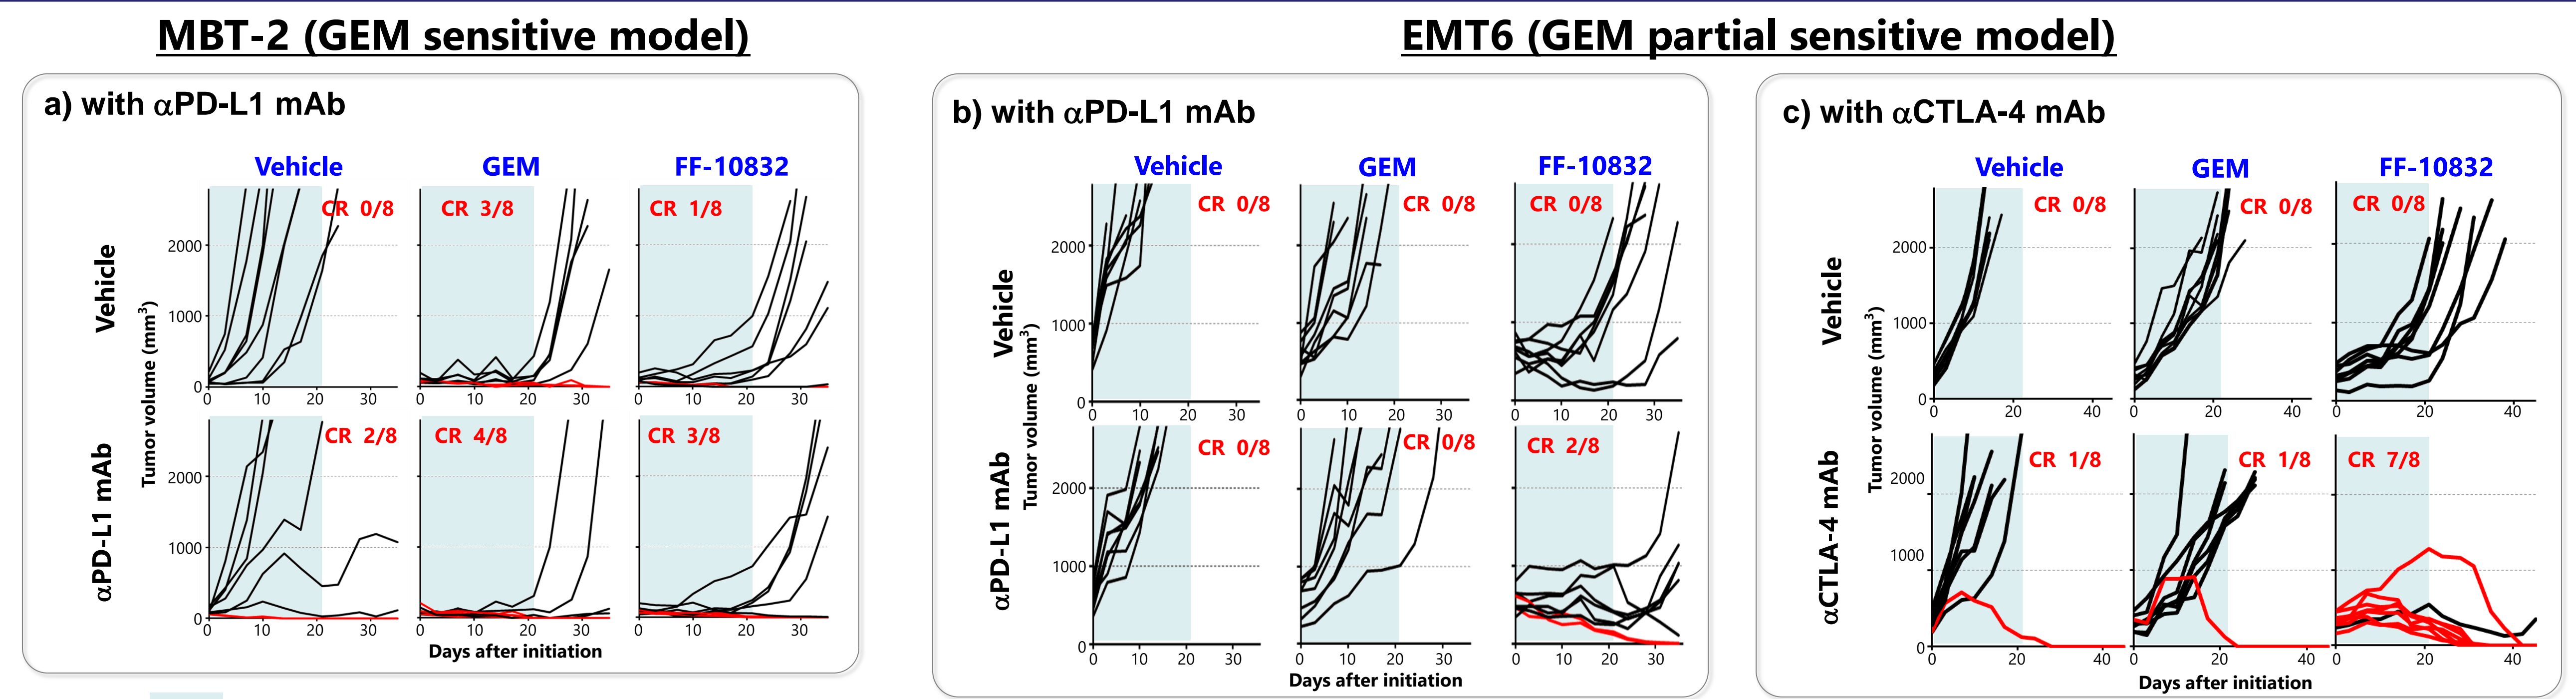 MBT-2 (GEM sensitive model)
EMT6 (GEM partial sensitive model)
a) with αPD-L1 mAb
Vehicle GEM FF-10832
Vehicle
αPD-L1 mAb
Tumor volume (mm³)
CR 0/8 CR 3/8 CR 1/8
2000
1000
0
0 10 20 30 0 10 20 30 0 10 20 30
CR 2/8 CR 4/8 CR 3/8
2000
1000
0
0 10 20 30 0 10 20 30 0 10 20 30
Days after initiation
b) with αPD-L1 mAb
Vehicle GEM FF-10832
Vehicle
αPD-L1 mAb
Tumor volume (mm³)
CR 0/8 CR 0/8 CR 0/8
2000
1000
0
0 10 20 30 0 10 20 30 0 10 20 30
CR 0/8 CR 0/8 CR 2/8
2000
1000
0
0 10 20 30 0 10 20 30 0 10 20 30
Days after initiation
c) with αCTLA-4 mAb
Vehicle GEM FF-10832
Vehicle
αCTLA-4 mAb
Tumor volume (mm³)
CR 0/8 CR 0/8 CR 0/8
2000
1000
0
0 20 40 0 20 40 0 20 40
CR 1/8 CR 1/8 CR 7/8
2000
1000
0
0 20 40 0 20 40 0 20 40
Days after initiation